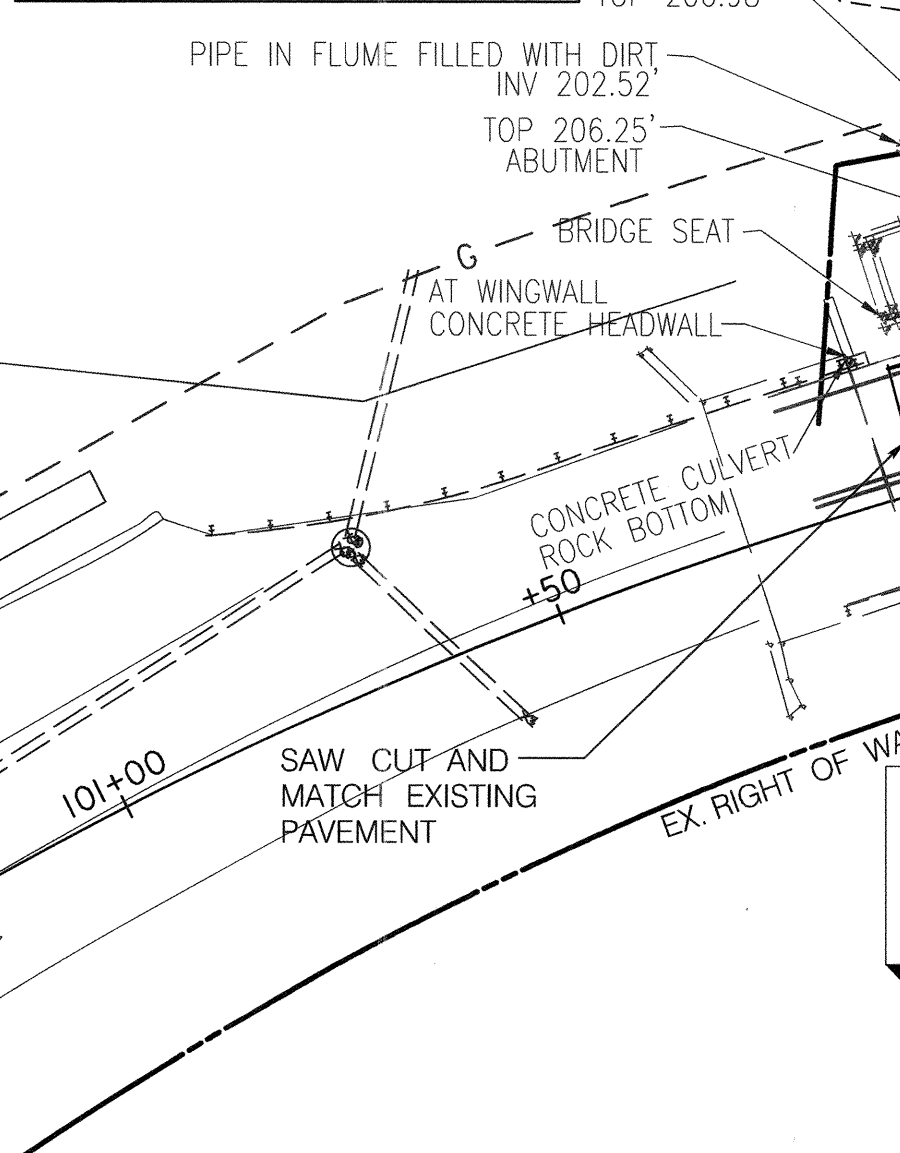 PIPE IN FLUME FILLED WITH DIRT
INV 202.52'
TOP 206.25'
ABUTMENT
BRIDGE SEAT
G
AT WINGWALL
CONCRETE HEADWALL
CONCRETE CULVERT
ROCK BOTTOM
+50
101+00
SAW CUT AND
MATCH EXISTING
PAVEMENT
EX. RIGHT OF